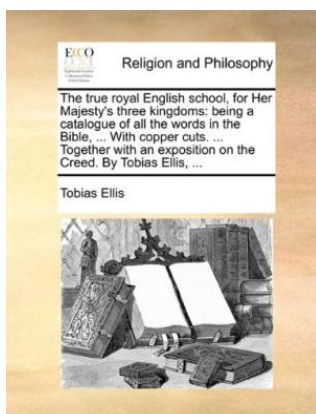 ECCO
Religion and Philosophy
The true royal English school, for Her
Majesty's three kingdoms: being a
catalogue of all the words in the
Bible, ... With copper cuts. ...
Together with an exposition on the
Creed. By Tobias Ellis, ...
Tobias Ellis